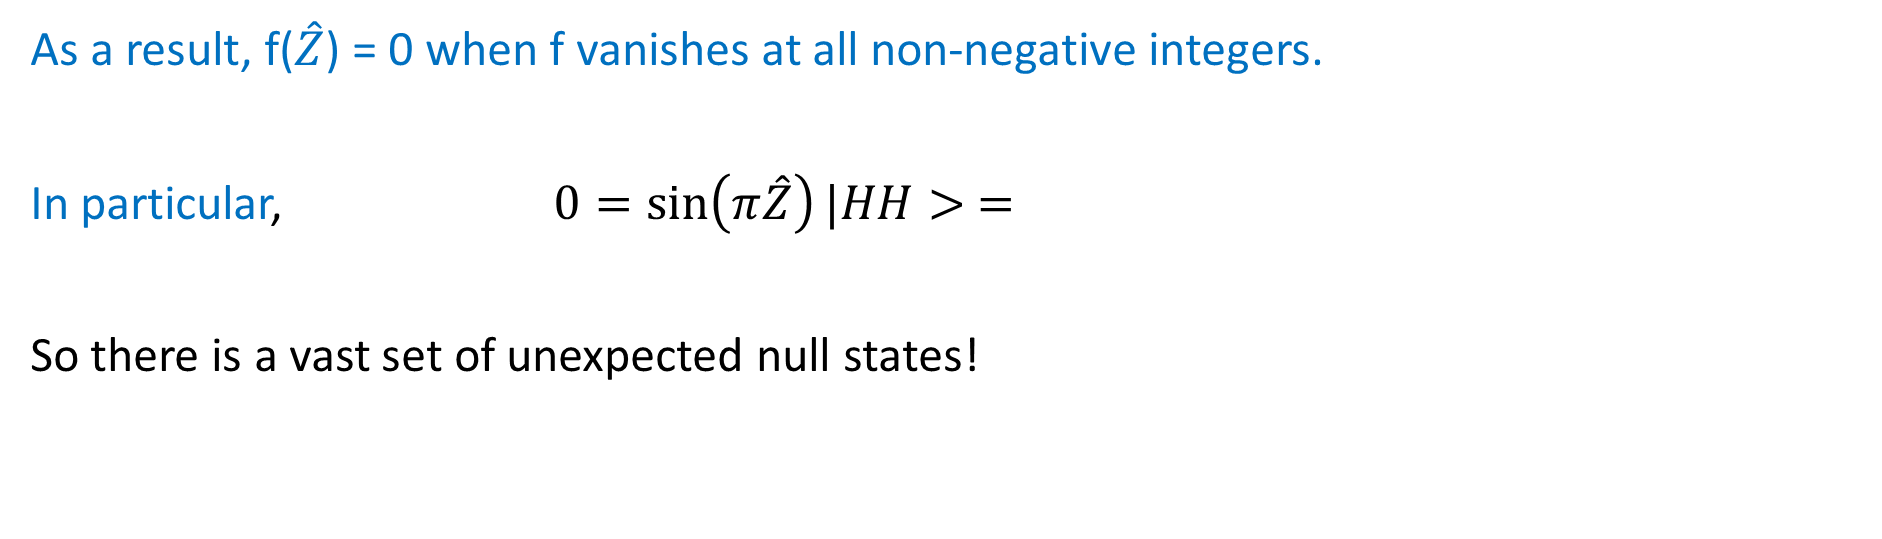 As a result, f(Ẑ) = 0 when f vanishes at all non-negative integers.
In particular, 0 = sin(πẐ) |HH > =
So there is a vast set of unexpected null states!